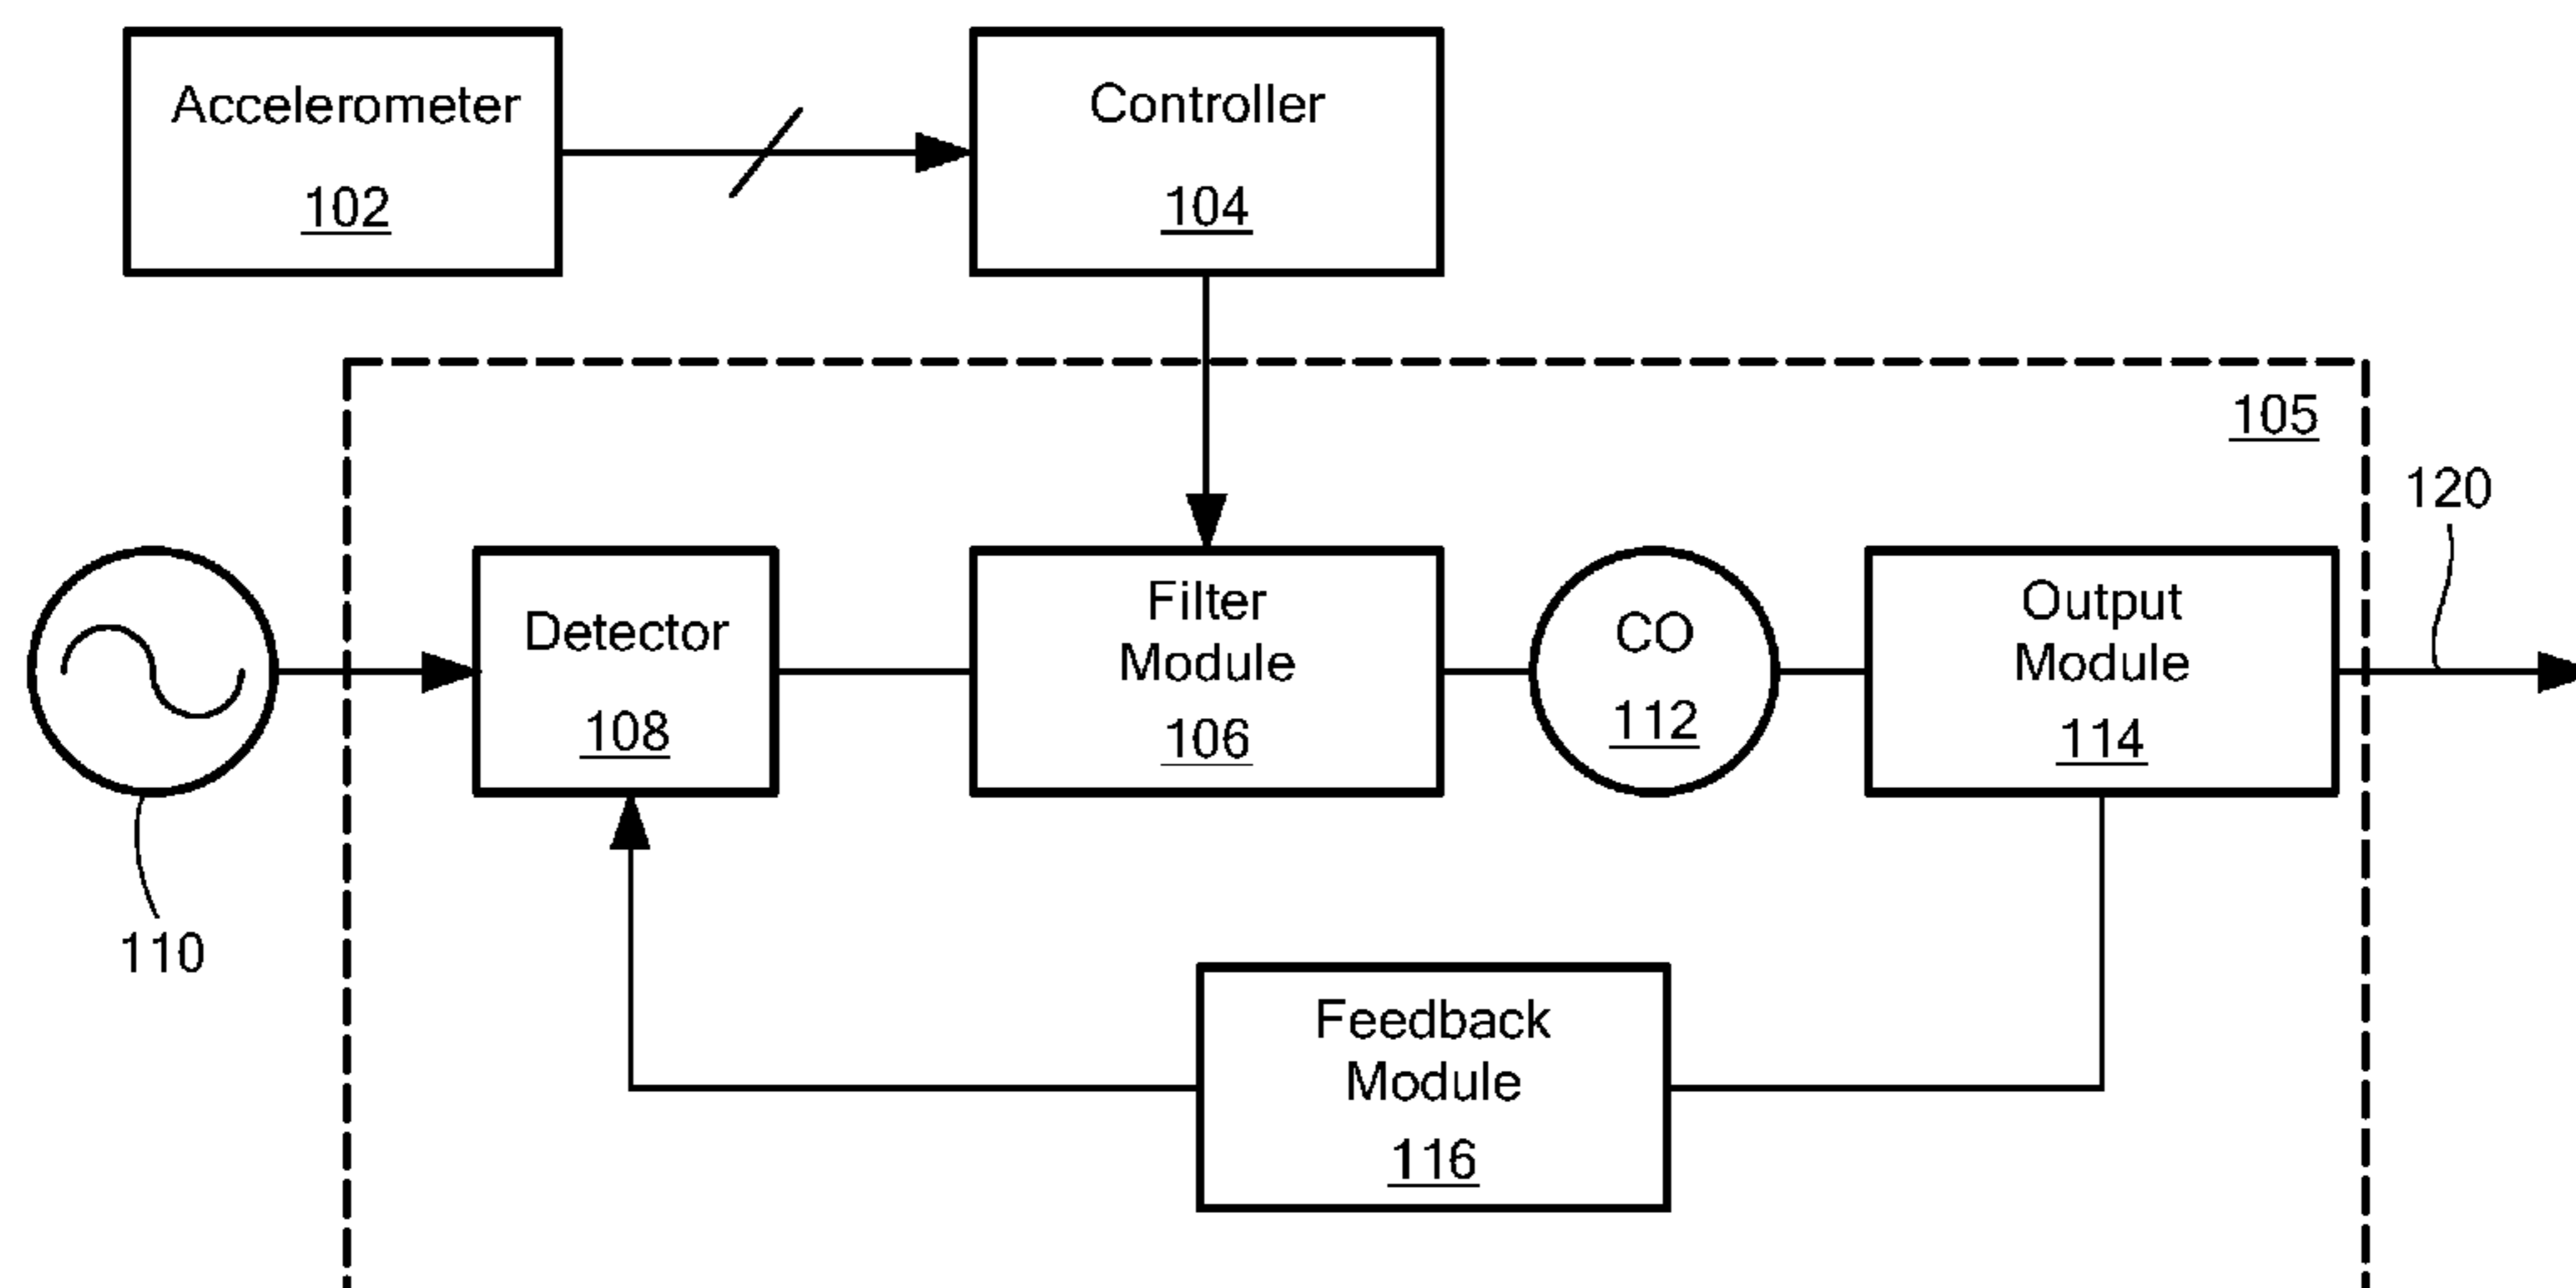 Accelerometer
102
Controller
104
105
120
Detector
108
Filter
Module
106
CO
112
Output
Module
114
110
Feedback
Module
116